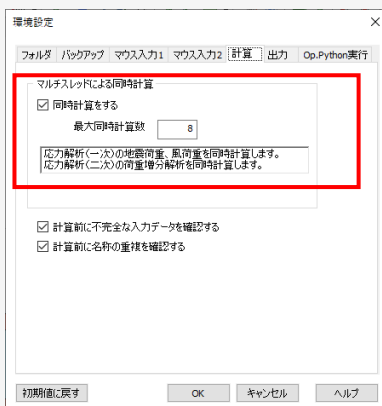 環境設定
フォルダ バックアップ マウス入力1 マウス入力2 計算 出力 Op.Python実行
マルチスレッドによる同時計算
同時計算をする
最大同時計算数 8
応力解析(一次)の地震荷重、風荷重を同時計算します。
応力解析(二次)の荷重増分解析を同時計算します。
計算前に不完全な入力データを確認する
計算前に名称の重複を確認する
初期値に戻す OK キャンセル ヘルプ